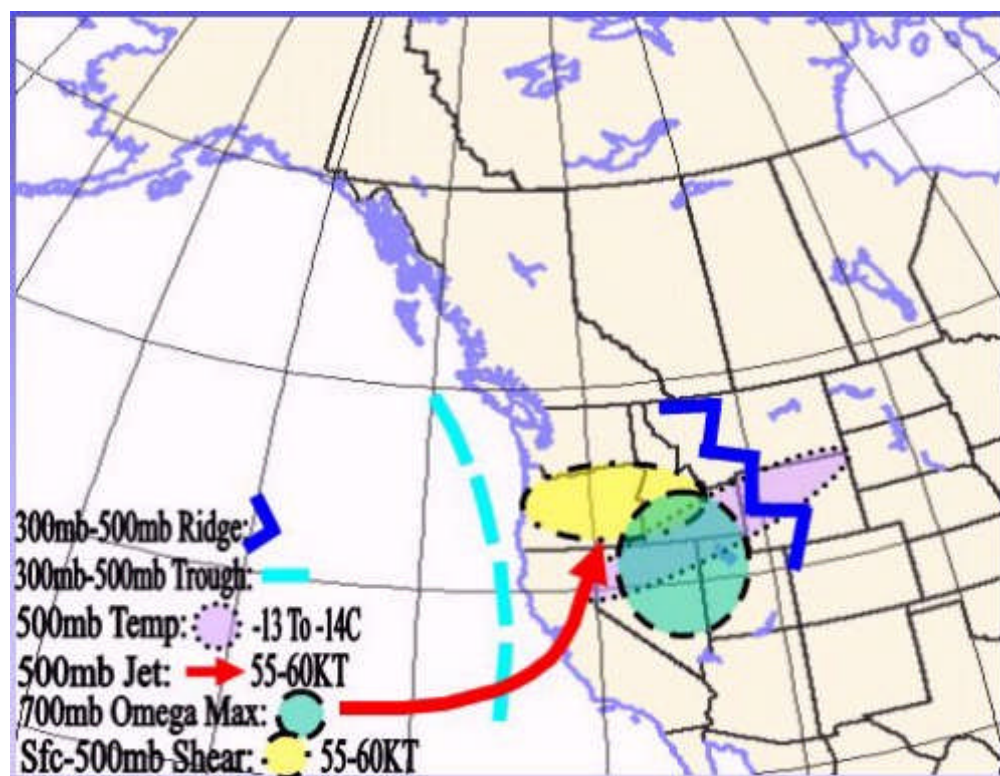 300mb-500mb Ridge:
300mb-500mb Trough:
500mb Temp: -13 To -14C
500mb Jet: 55-60KT
700mb Omega Max:
Sfc-500mb Shear: 55-60KT